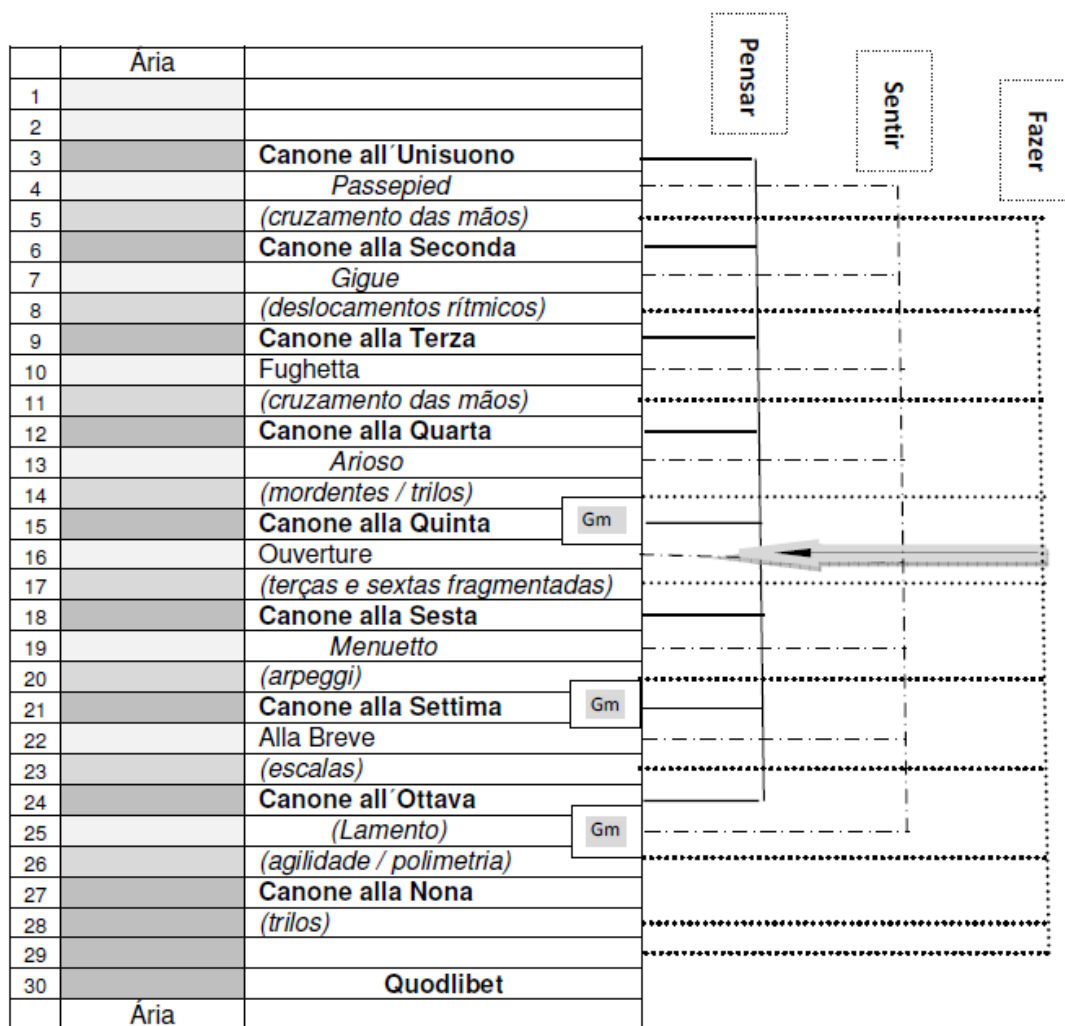 Pensar
Sentir
Fazer
Ária
1
2
3 Canone all´Unisuono
4 Passepied
5 (cruzamento das mãos)
6 Canone alla Seconda
7 Gigue
8 (deslocamentos rítmicos)
9 Canone alla Terza
10 Fughetta
11 (cruzamento das mãos)
12 Canone alla Quarta
13 Arioso
14 (mordentes / trilos)
15 Canone alla Quinta Gm
16 Ouverture
17 (terças e sextas fragmentadas)
18 Canone alla Sesta
19 Menuetto
20 (arpeggi)
21 Canone alla Settima Gm
22 Alla Breve
23 (escalas)
24 Canone all´Ottava
25 (Lamento) Gm
26 (agilidade / polimetria)
27 Canone alla Nona
28 (trilos)
29
30 Quodlibet
Ária